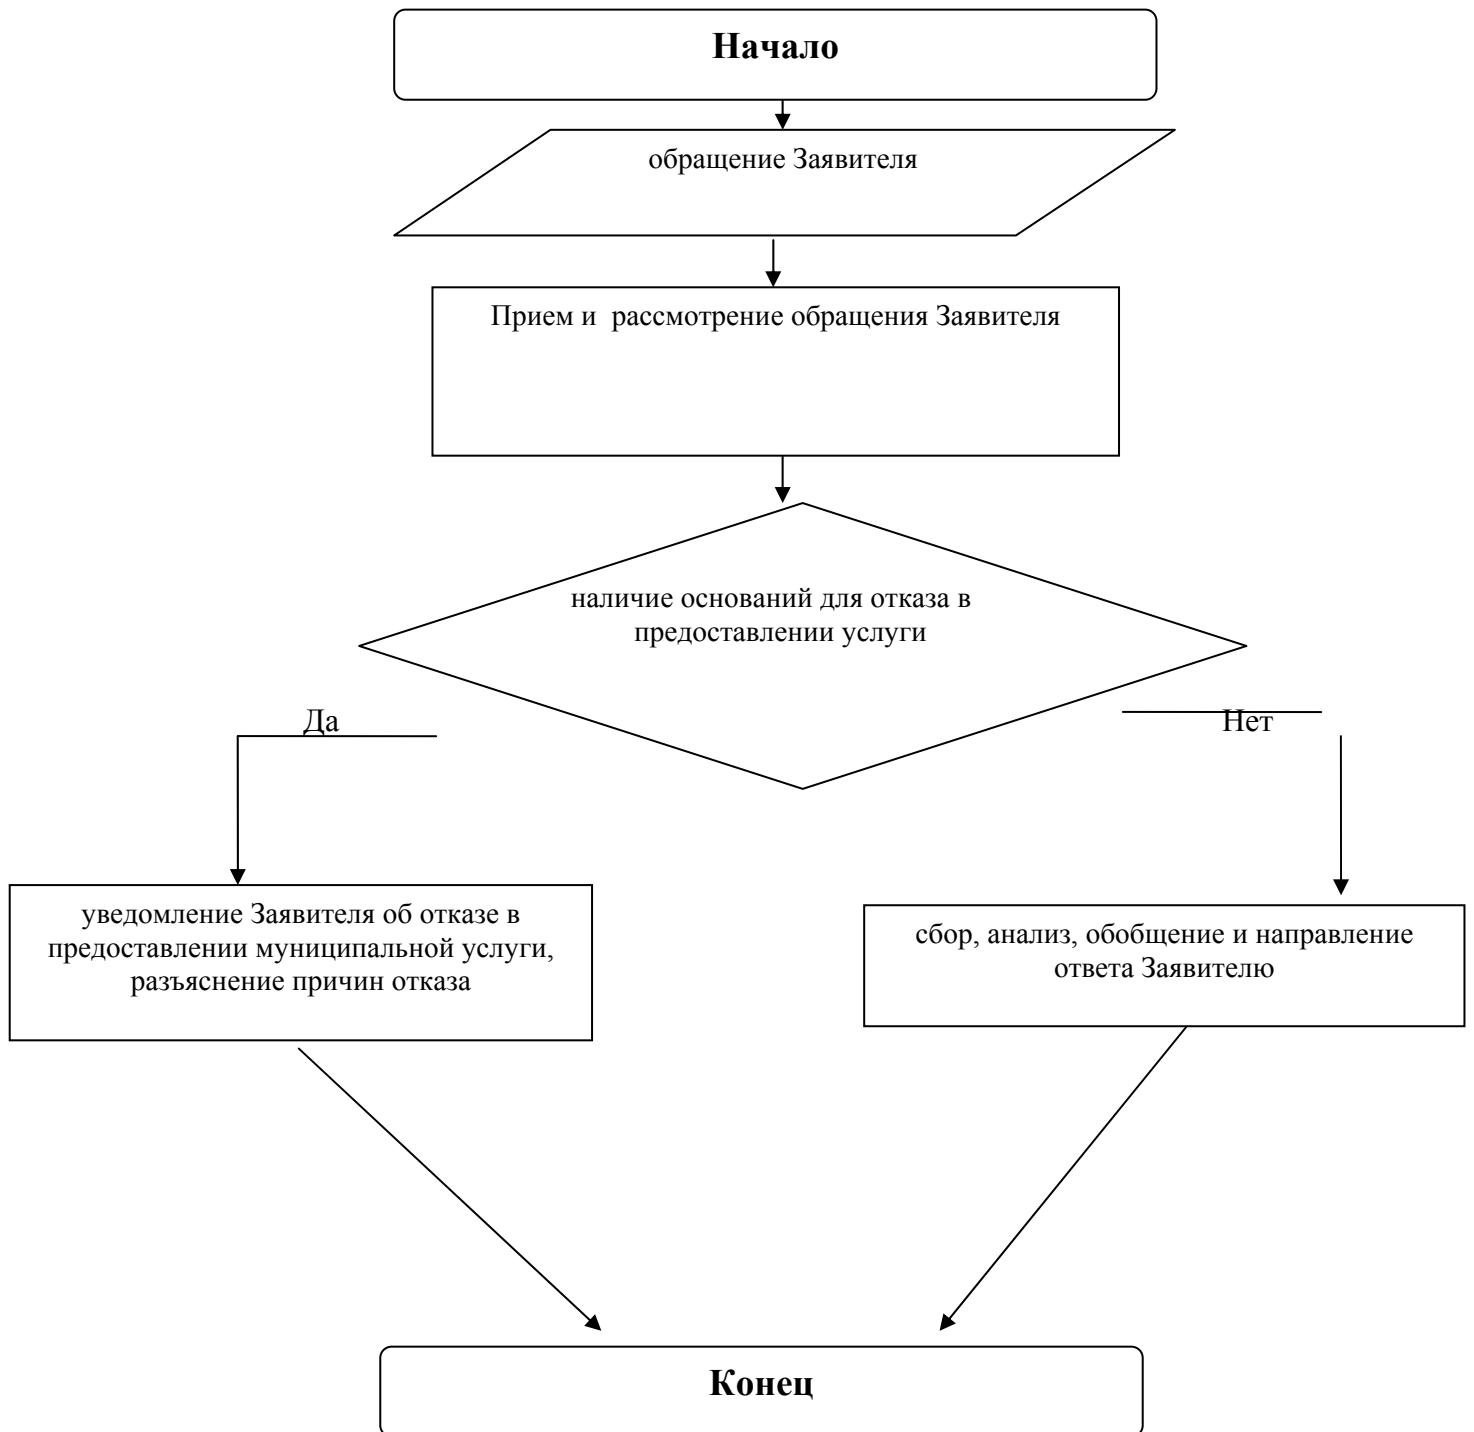 Начало
обращение Заявителя
Прием и  рассмотрение обращения Заявителя
наличие оснований для отказа в
предоставлении услуги
Да
Нет
уведомление Заявителя об отказе в
предоставлении муниципальной услуги,
разъяснение причин отказа
сбор, анализ, обобщение и направление
ответа Заявителю
Конец